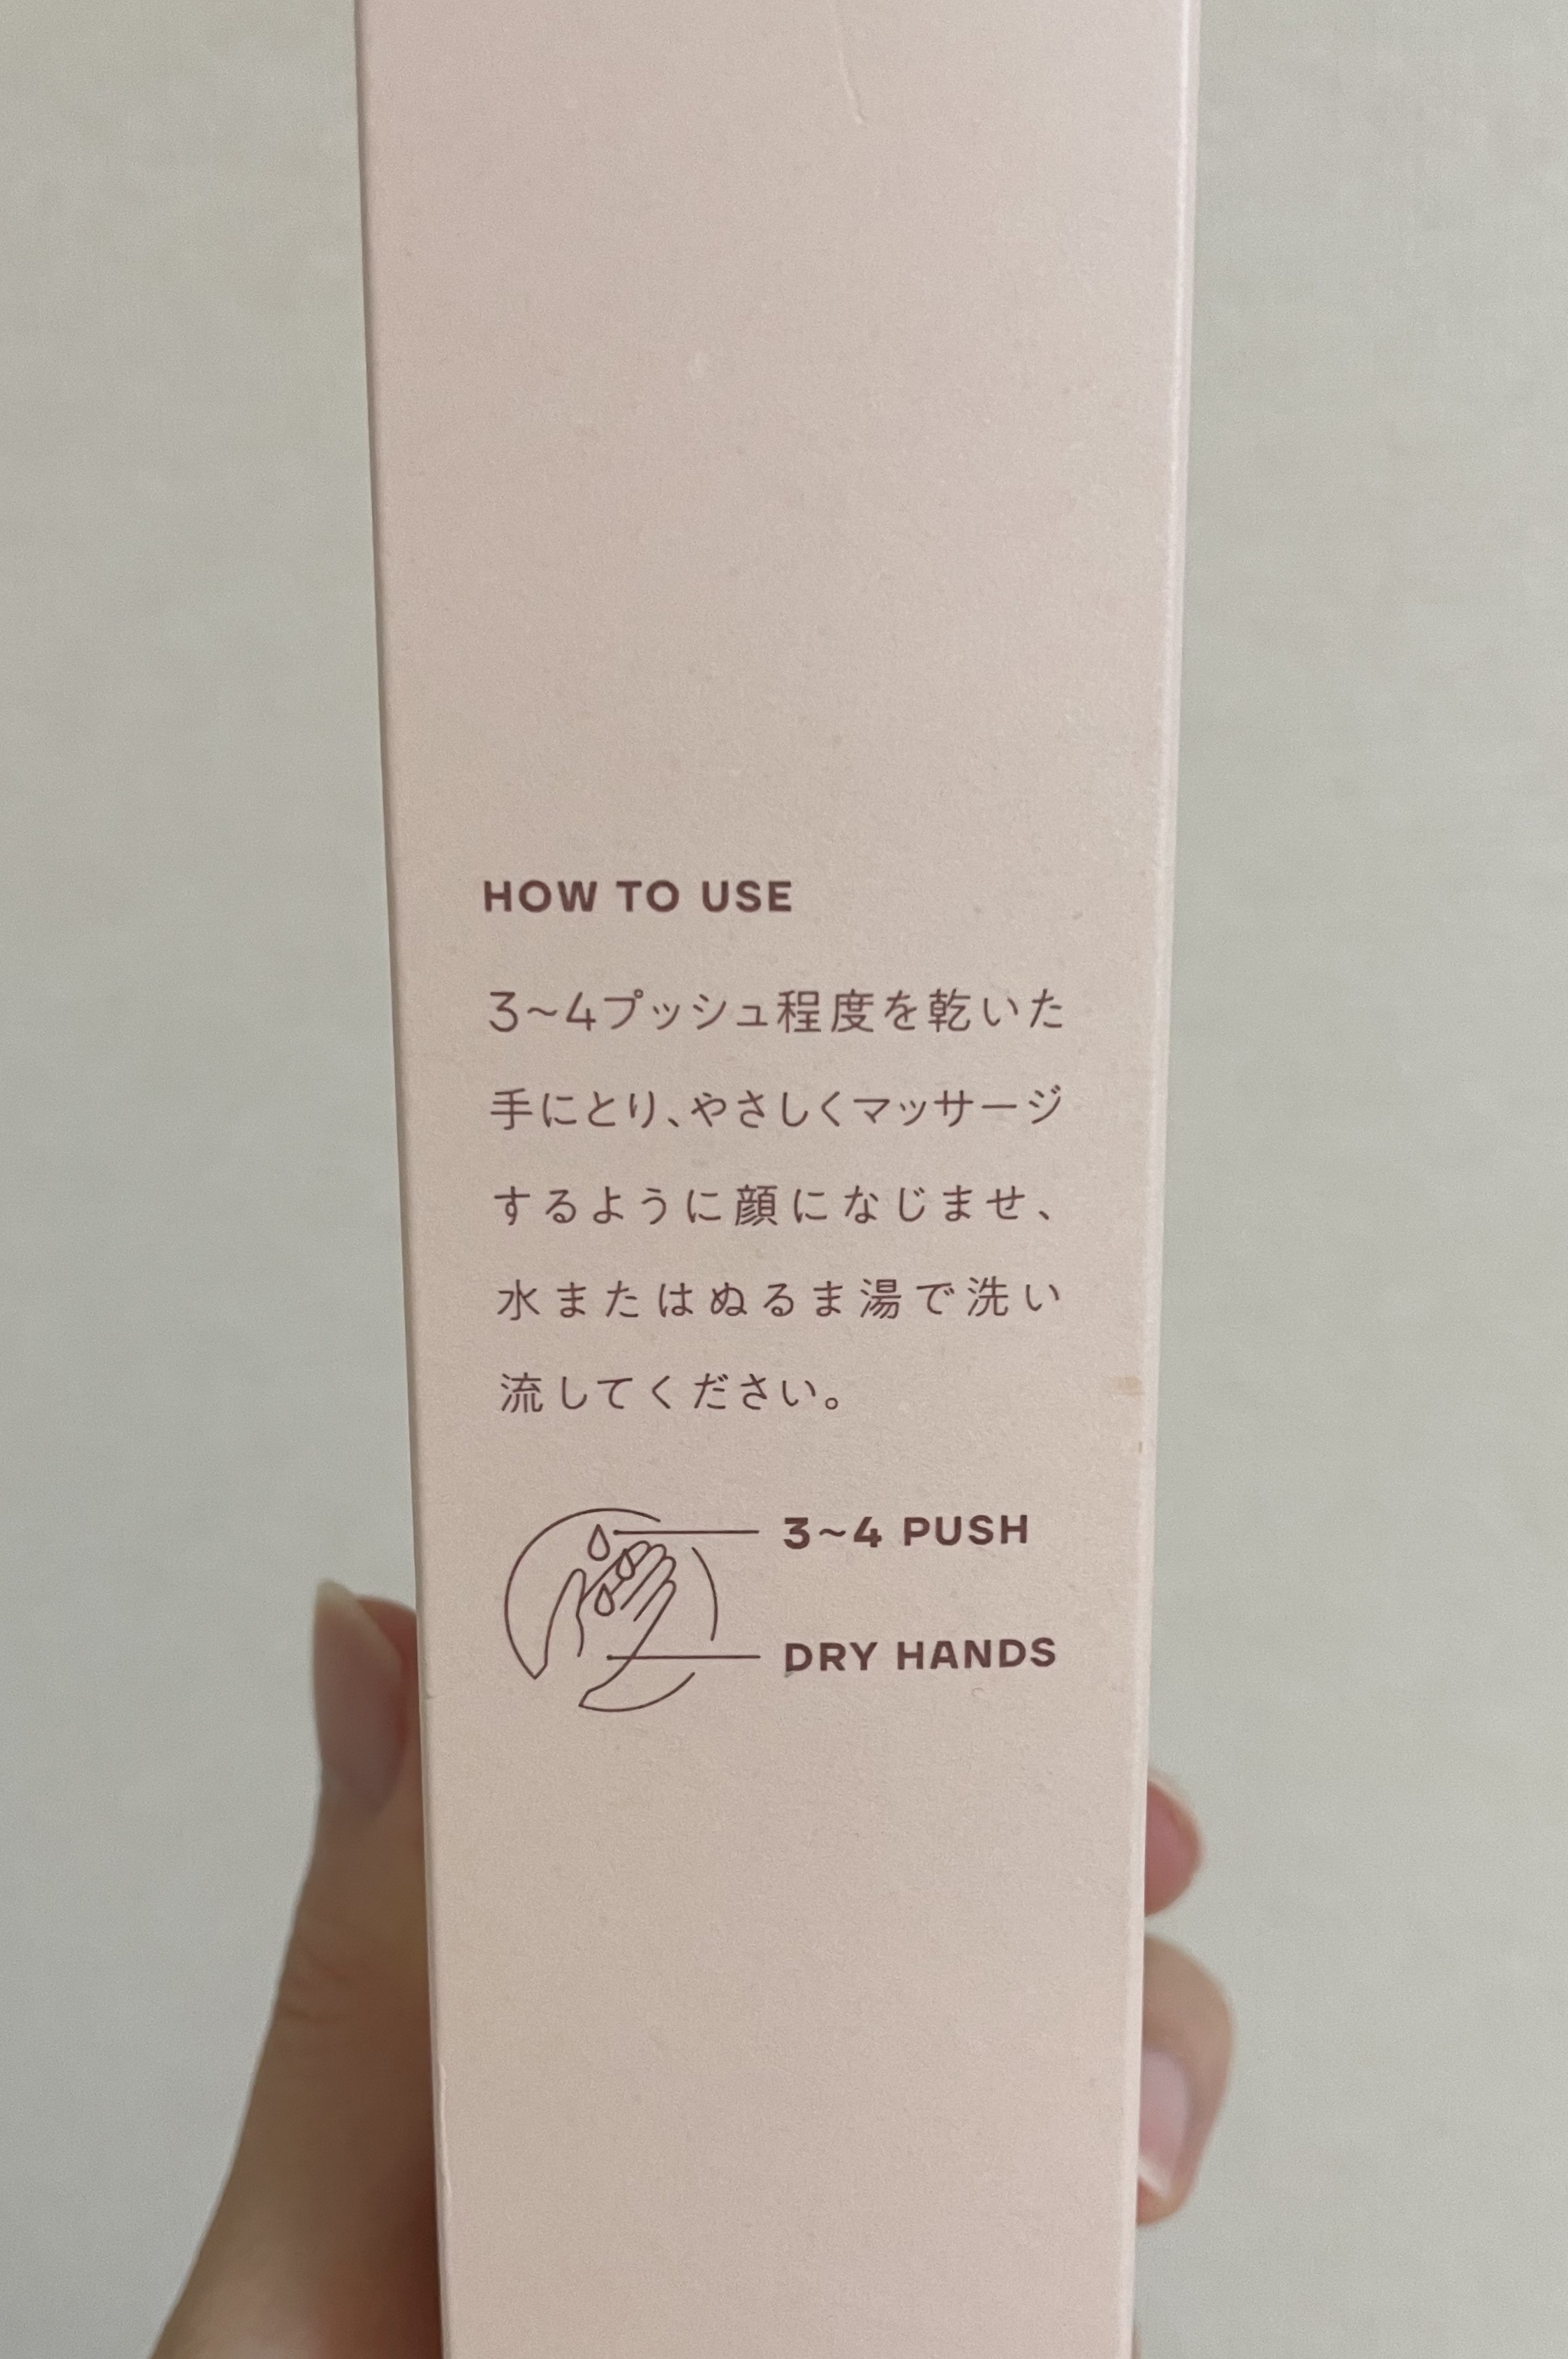 HOW TO USE
3~4プッシュ程度を乾いた
手にとり、やさしくマッサージ
するように顔になじませ、
水またはぬるま湯で洗い
流してください。
3~4 PUSH
DRY HANDS